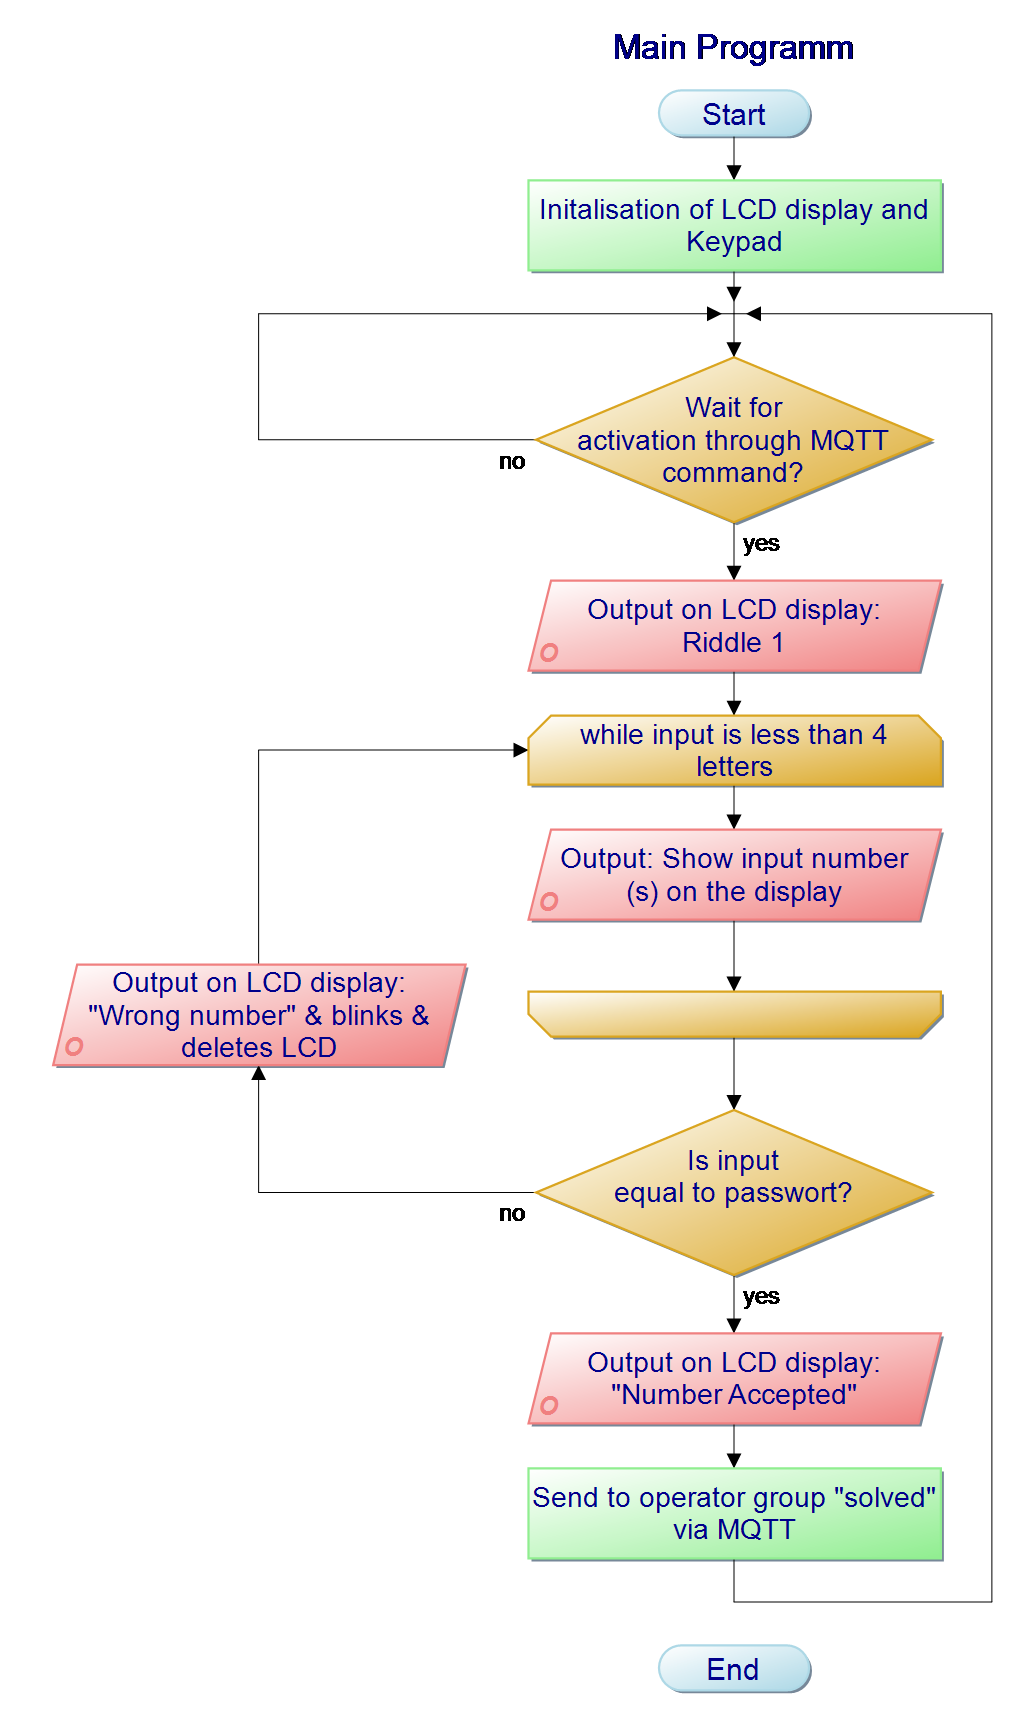 Main Programm
Start
Initalisation of LCD display and
Keypad
Wait for
activation through MQTT
command?
no
yes
Output on LCD display:
Riddle 1
while input is less than 4
letters
Output: Show input number
(s) on the display
Output on LCD display:
"Wrong number" & blinks &
deletes LCD
Is input
equal to passwort?
no
yes
Output on LCD display:
"Number Accepted"
Send to operator group "solved"
via MQTT
End